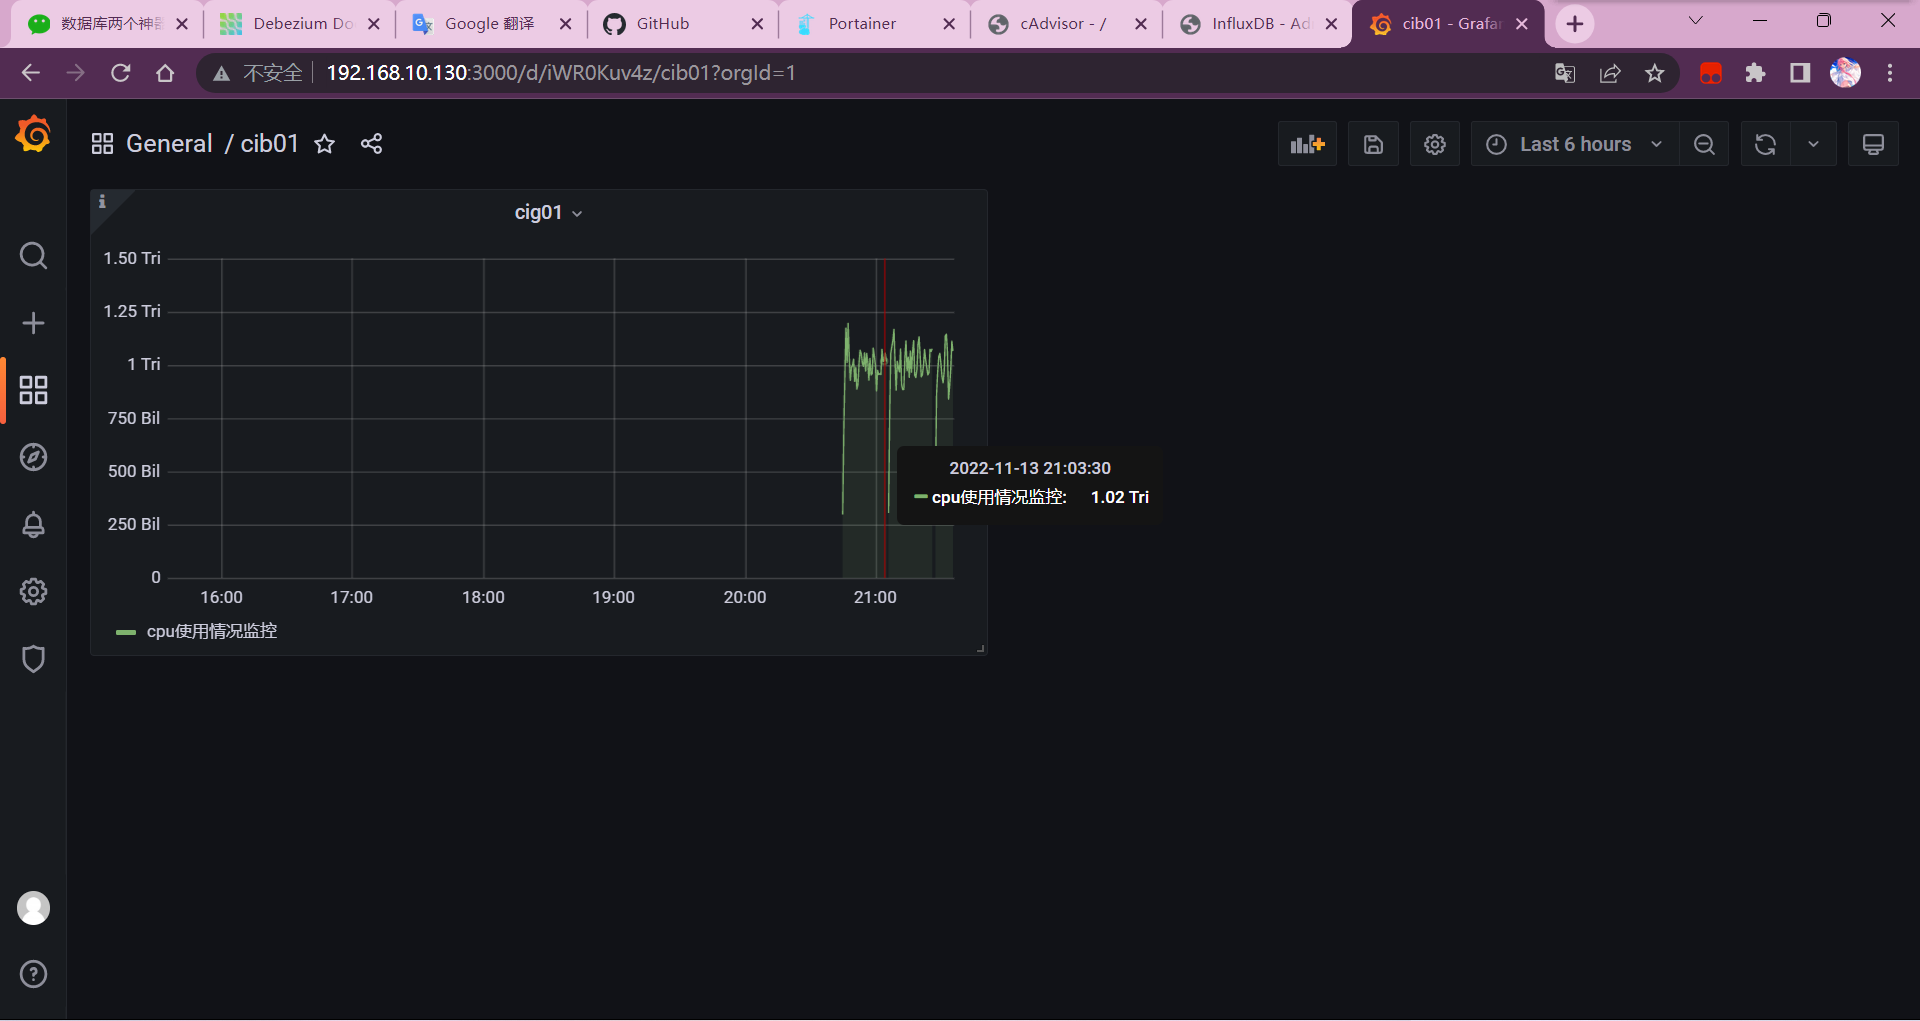 数据库两个神
Debezium Do
Google 翻译
GitHub
Portainer
cAdvisor - /
InfluxDB - Ad
cib01 - Grafa
不安全
192.168.10.130:3000/d/iWR0Kuv4z/cib01?orgId=1
General / cib01
Last 6 hours
cig01
1.50 Tri
1.25 Tri
1 Tri
750 Bil
500 Bil
250 Bil
0
2022-11-13 21:03:30
cpu使用情况监控: 1.02 Tri
16:00
17:00
18:00
19:00
20:00
21:00
cpu使用情况监控